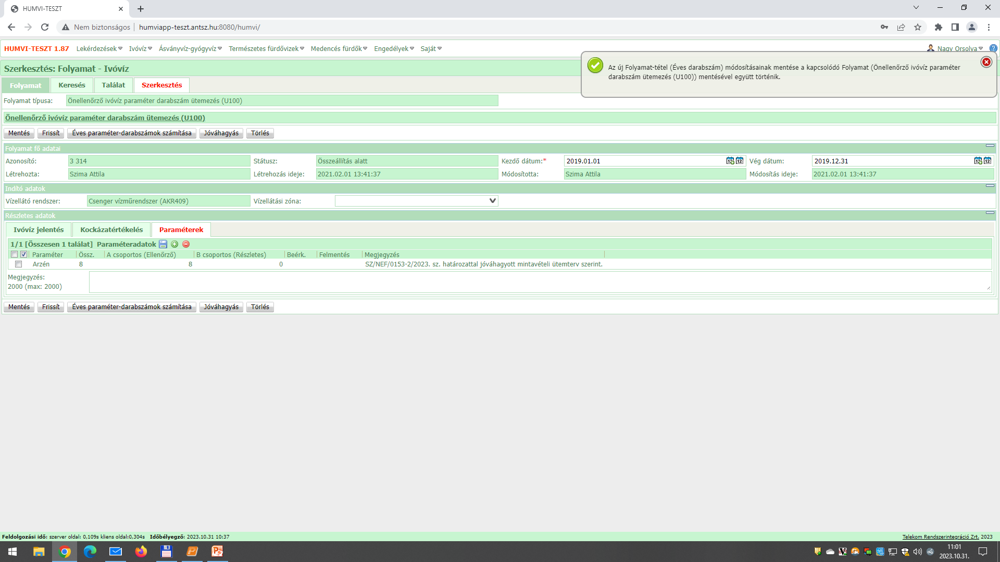 HUMVI-TESZT
Nem biztonságos
humviapp-teszt.antsz.hu:8080/humvi/
HUMVI-TESZT 1.87 Lekérdezések Ivóvíz Ásványvíz-gyógyvíz Természetes fürdővizek Medencés fürdők Engedélyek Saját Nagy Orsolya
Az új Folyamat-tétel (Éves darabszám) módosításainak mentése a kapcsolódó Folyamat (Önellenőrző ivóvíz paraméter
darabszám ütemezés (U100)) mentésével együtt történik.
Szerkesztés: Folyamat - Ivóvíz
Folyamat Keresés Találat Szerkesztés
Folyamat típusa: Önellenőrző ivóvíz paraméter darabszám ütemezés (U100)
Önellenőrző ivóvíz paraméter darabszám ütemezés (U100)
Mentés Frissít Éves paraméter-darabszámok számítása Jóváhagyás Törlés
Folyamat fő adatai
Azonosító: 3 314 Státusz: Összeállítás alatt Kezdő dátum:* 2019.01.01 Vég dátum: 2019.12.31
Létrehozta: Szima Attila Létrehozás ideje: 2021.02.01 13:41:37 Módosította: Szima Attila Módosítás ideje: 2021.02.01 13:41:37
Indító adatok
Vízellátó rendszer: Csenger vízműrendszer (AKR409) Vízellátási zóna:
Részletes adatok
Ivóvíz jelentés Kockázatértékelés Paraméterek
1/1 [Összesen 1 találat] Paraméteradatok
Paraméter Össz. A csoportos (Ellenőrző) B csoportos (Részletes) Beérk. Felmentés Megjegyzés
Arzén 8 8 0 SZ/NEF/0153-2/2023. sz. határozattal jóváhagyott mintavételi ütemterv szerint.
Megjegyzés:
2000 (max: 2000)
Mentés Frissít Éves paraméter-darabszámok számítása Jóváhagyás Törlés
Feldolgozási idő: szerver oldal: 0,109s kliens oldal:0,304s Időbélyegző: 2023.10.31 10:37
Telekom Rendszerintegráció Zrt. 2023
11:01
2023.10.31.